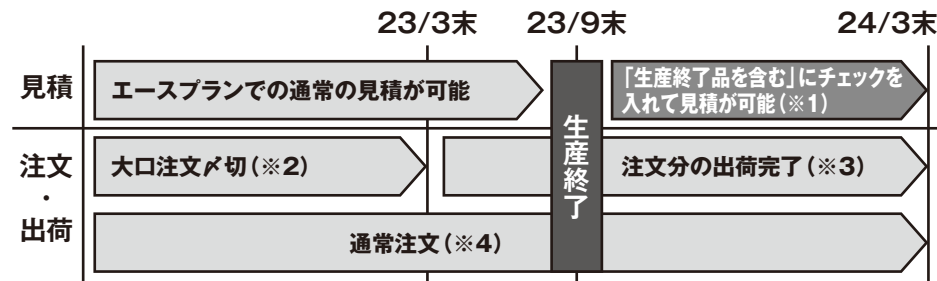 23/3末 23/9末 24/3末
見積
エースプランでの通常の見積が可能
「生産終了品を含む」にチェックを
入れて見積が可能(※1)
生産終了
注文
・
出荷
大口注文〆切(※2)
注文分の出荷完了(※3)
通常注文(※4)